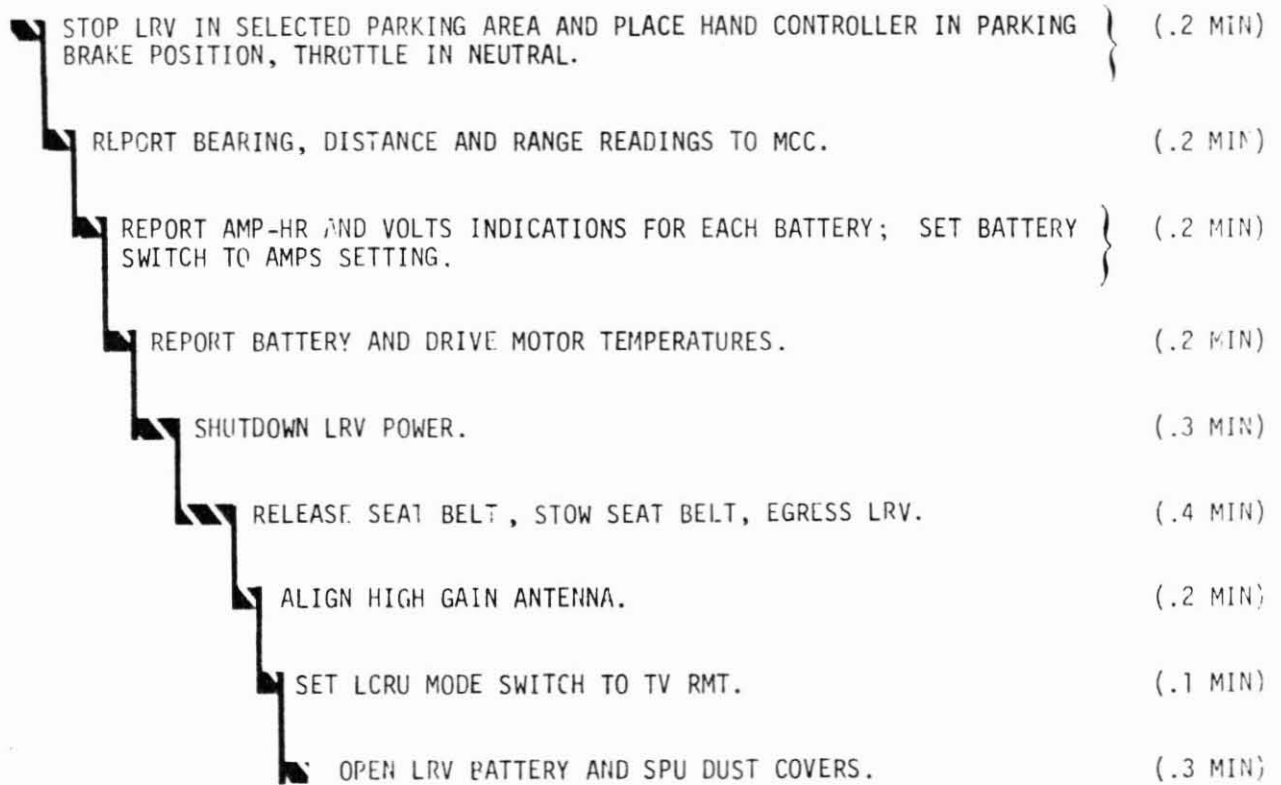 STOP LRV IN SELECTED PARKING AREA AND PLACE HAND CONTROLLER IN PARKING (.2 MIN)
BRAKE POSITION, THROTTLE IN NEUTRAL.
REPORT BEARING, DISTANCE AND RANGE READINGS TO MCC. (.2 MIN)
REPORT AMP-HR AND VOLTS INDICATIONS FOR EACH BATTERY; SET BATTERY (.2 MIN)
SWITCH TO AMPS SETTING.
REPORT BATTERY AND DRIVE MOTOR TEMPERATURES. (.2 MIN)
SHUTDOWN LRV POWER. (.3 MIN)
RELEASE SEAT BELT, STOW SEAT BELT, EGRESS LRV. (.4 MIN)
ALIGN HIGH GAIN ANTENNA. (.2 MIN)
SET LCRU MODE SWITCH TO TV RMT. (.1 MIN)
OPEN LRV BATTERY AND SPU DUST COVERS. (.3 MIN)